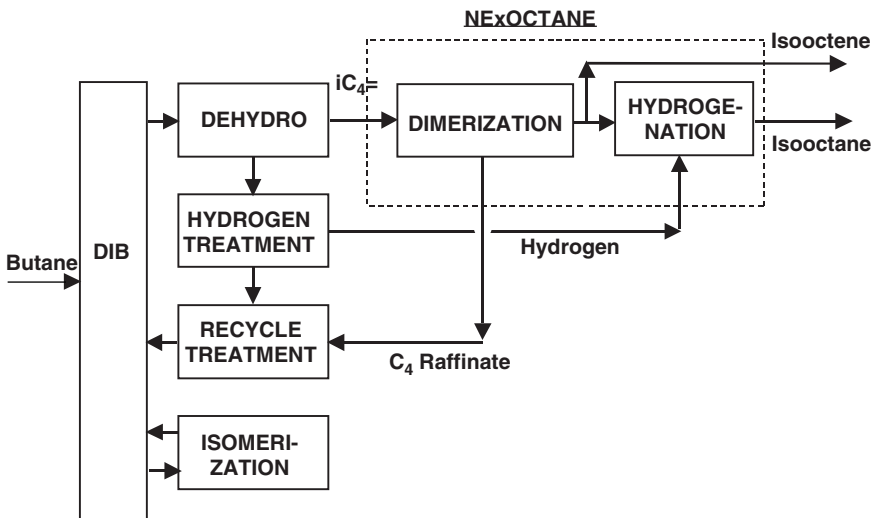 NExOCTANE
Isooctene
iC4=
DEHYDRO
DIMERIZATION
HYDROGE-
NATION
Isooctane
HYDROGEN
TREATMENT
DIB
Butane
Hydrogen
RECYCLE
TREATMENT
C4 Raffinate
ISOMERI-
ZATION